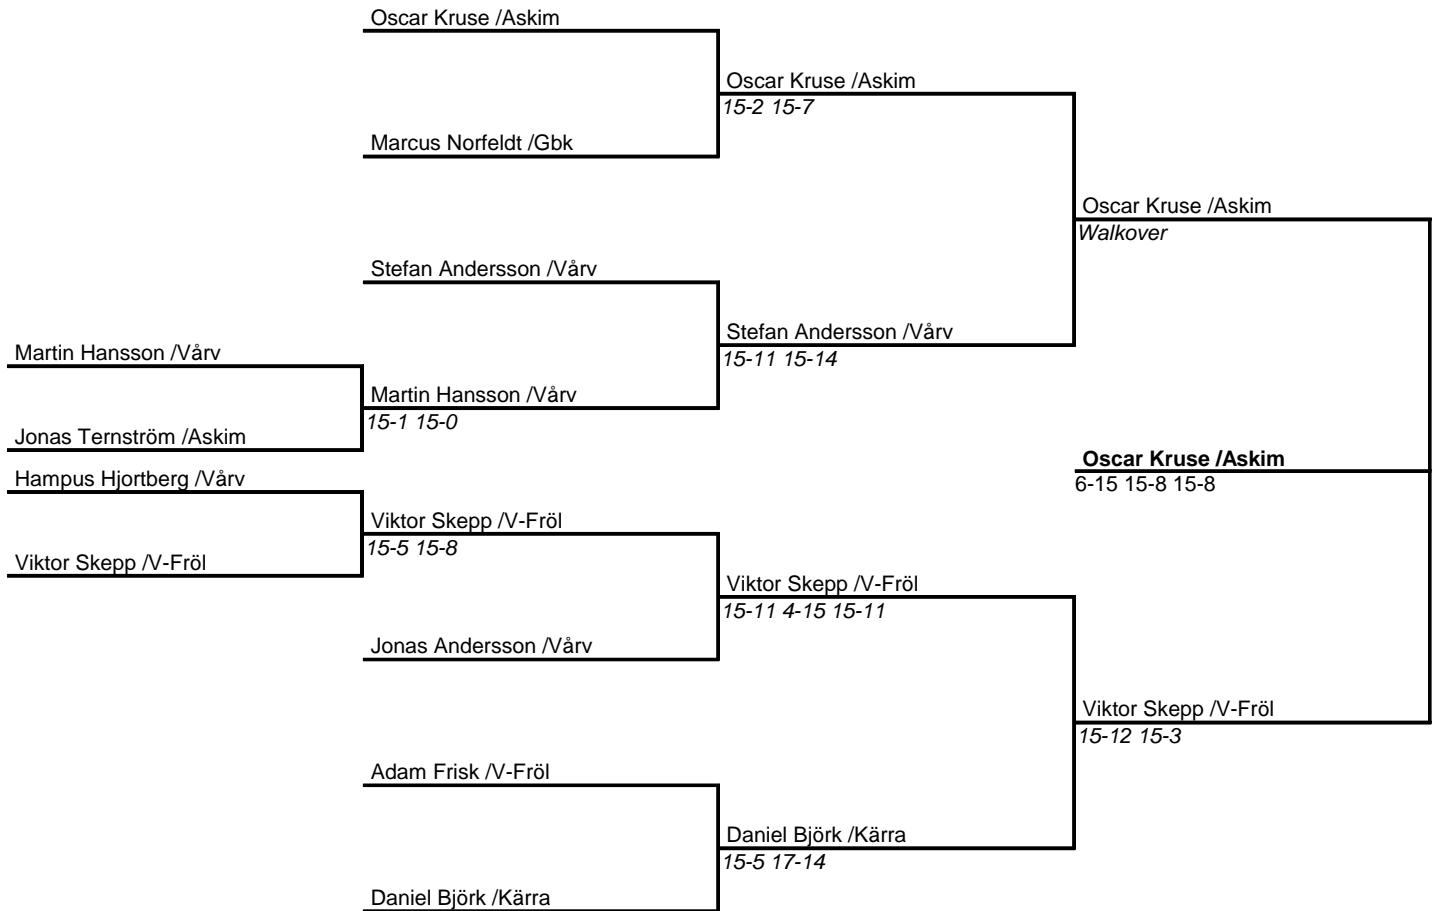 Oscar Kruse /Askim
Oscar Kruse /Askim
15-2 15-7
Marcus Norfeldt /Gbk
Oscar Kruse /Askim
Walkover
Stefan Andersson /Vårv
Stefan Andersson /Vårv
15-11 15-14
Martin Hansson /Vårv
Martin Hansson /Vårv
15-1 15-0
Jonas Ternström /Askim
Oscar Kruse /Askim
6-15 15-8 15-8
Hampus Hjortberg /Vårv
Viktor Skepp /V-Fröl
15-5 15-8
Viktor Skepp /V-Fröl
Viktor Skepp /V-Fröl
15-11 4-15 15-11
Jonas Andersson /Vårv
Viktor Skepp /V-Fröl
15-12 15-3
Adam Frisk /V-Fröl
Daniel Björk /Kärra
15-5 17-14
Daniel Björk /Kärra